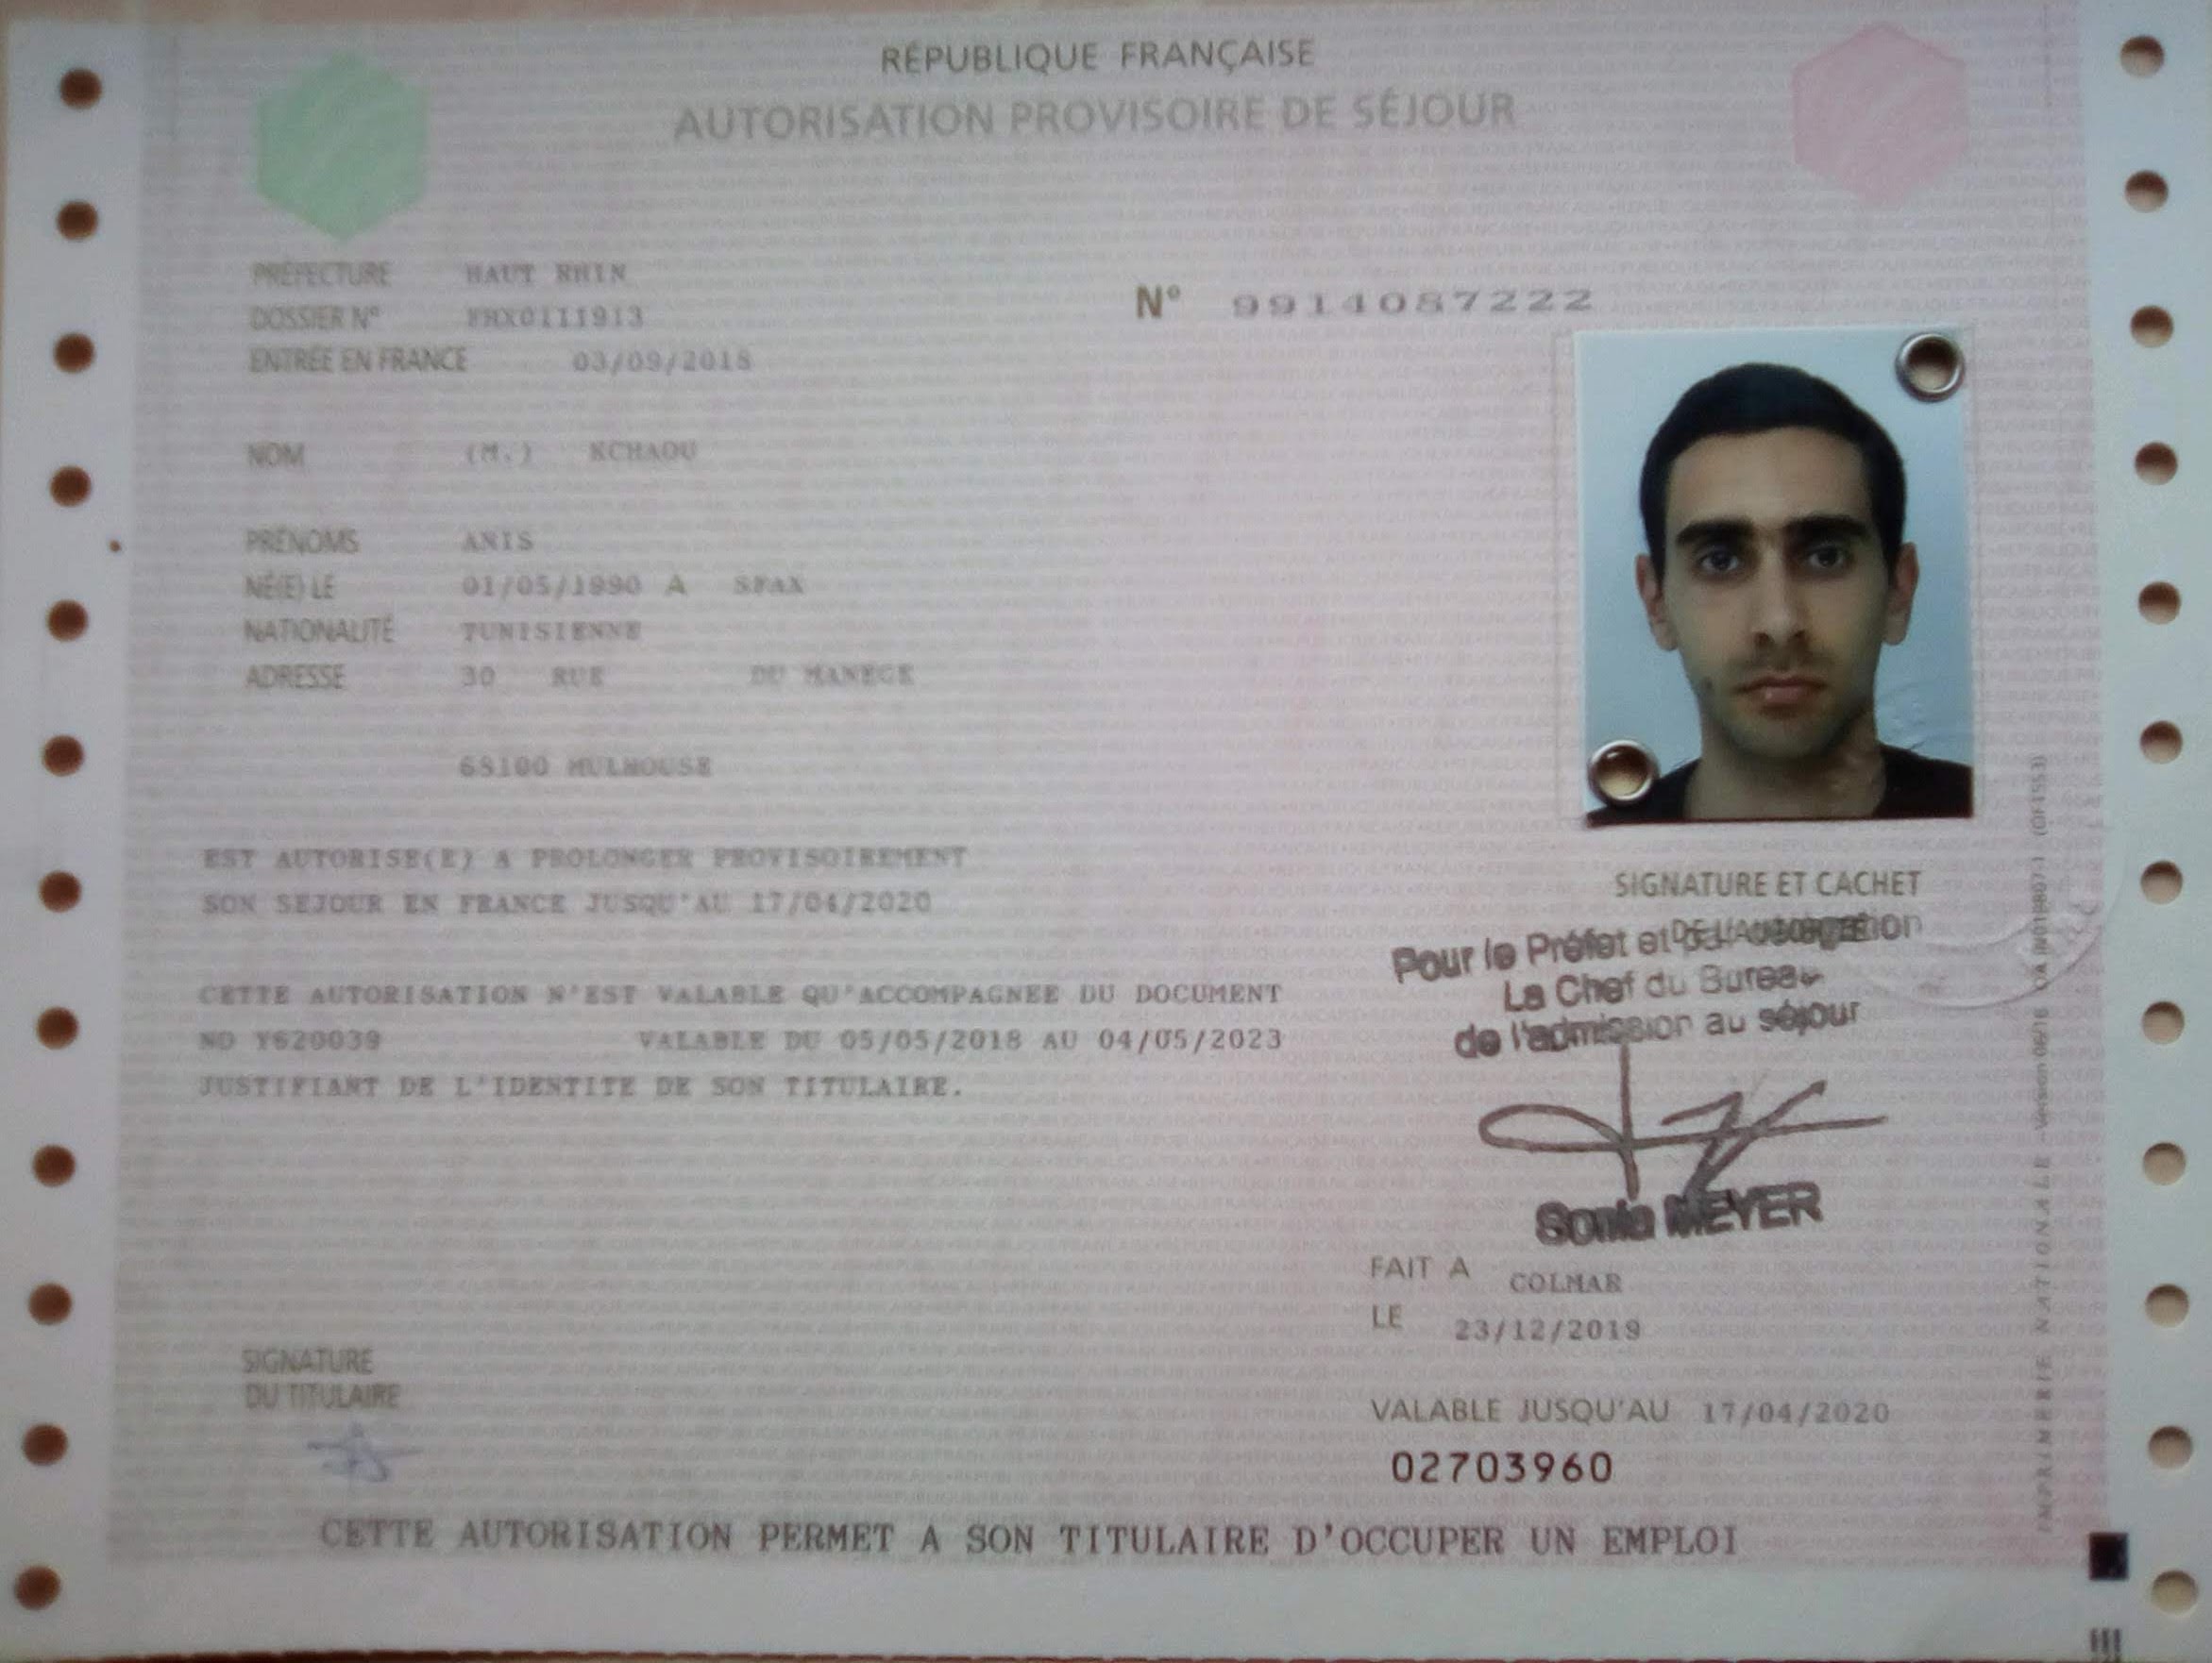 RÉPUBLIQUE FRANÇAISE
AUTORISATION PROVISOIRE DE SÉJOUR
PRÉFECTURE HAUT RHIN
DOSSIER N° 0111913
ENTRÉE EN FRANCE 03/09/2018
N° 9914087222
NOM (M.) KCHAOU
PRÉNOMS ANIS
NÉ(E) LE 01/05/1990 A SFAX
NATIONALITÉ TUNISIENNE
ADRESSE 30 RUE DU MANEGE
68100 MULHOUSE
EST AUTORISE(E) A PROLONGER PROVISOIREMENT
SON SEJOUR EN FRANCE JUSQU'AU 17/04/2020
CETTE AUTORISATION N'EST VALABLE QU'ACCOMPAGNEE DU DOCUMENT
NO Y620039 VALABLE DU 05/05/2018 AU 04/05/2023
JUSTIFIANT DE L'IDENTITE DE SON TITULAIRE.
SIGNATURE ET CACHET
DE L'AUTORITÉ
Pour le Préfet et par délégation
La Chef du Bureau
de l'admission au séjour
Sonia MEYER
FAIT A COLMAR
LE 23/12/2019
SIGNATURE
DU TITULAIRE
VALABLE JUSQU'AU 17/04/2020
02703960
CETTE AUTORISATION PERMET A SON TITULAIRE D'OCCUPER UN EMPLOI
IMPRIMERIE NATIONALE